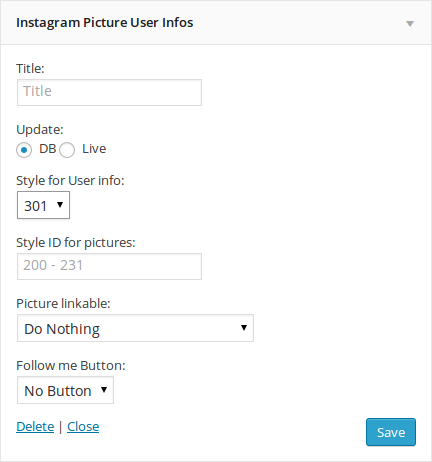 Instagram Picture User Infos
Title:
Title
Update:
DB Live
Style for User info:
301
Style ID for pictures:
200 - 231
Picture linkable:
Do Nothing
Follow me Button:
No Button
Delete | Close
Save